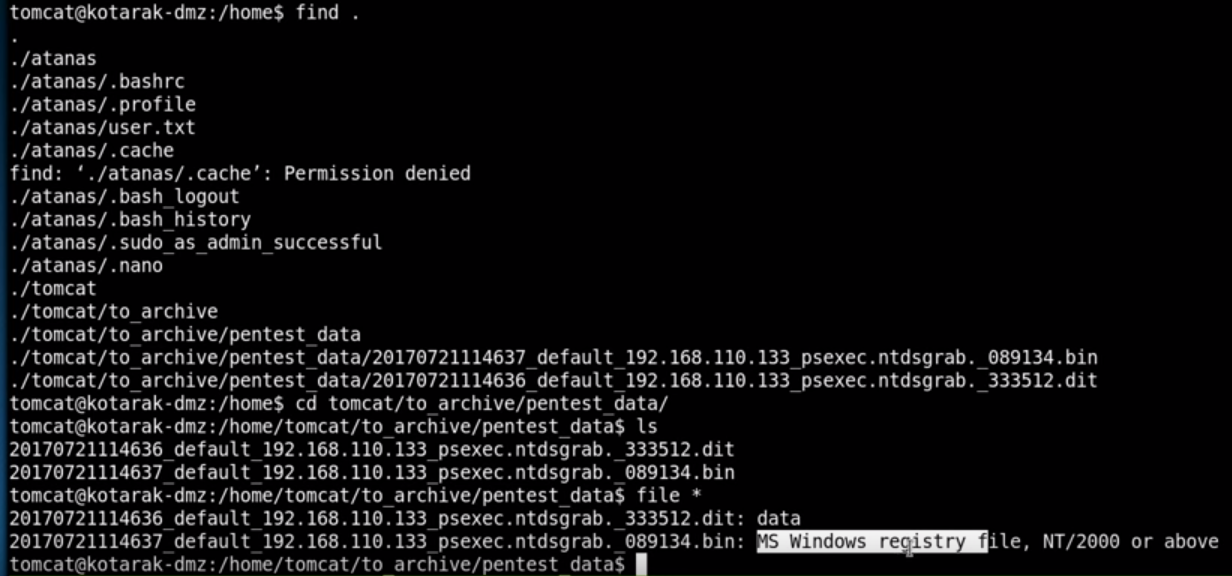 tomcat@kotarak-dmz:/home$ find .
.
./atanas
./atanas/.bashrc
./atanas/.profile
./atanas/user.txt
./atanas/.cache
find: ‘./atanas/.cache’: Permission denied
./atanas/.bash_logout
./atanas/.bash_history
./atanas/.sudo_as_admin_successful
./atanas/.nano
./tomcat
./tomcat/to_archive
./tomcat/to_archive/pentest_data
./tomcat/to_archive/pentest_data/20170721114637_default_192.168.110.133_psexec.ntdsgrab._089134.bin
./tomcat/to_archive/pentest_data/20170721114636_default_192.168.110.133_psexec.ntdsgrab._333512.dit
tomcat@kotarak-dmz:/home$ cd tomcat/to_archive/pentest_data/
tomcat@kotarak-dmz:/home/tomcat/to_archive/pentest_data$ ls
20170721114636_default_192.168.110.133_psexec.ntdsgrab._333512.dit
20170721114637_default_192.168.110.133_psexec.ntdsgrab._089134.bin
tomcat@kotarak-dmz:/home/tomcat/to_archive/pentest_data$ file *
20170721114636_default_192.168.110.133_psexec.ntdsgrab._333512.dit: data
20170721114637_default_192.168.110.133_psexec.ntdsgrab._089134.bin: MS Windows registry file, NT/2000 or above
tomcat@kotarak-dmz:/home/tomcat/to_archive/pentest_data$